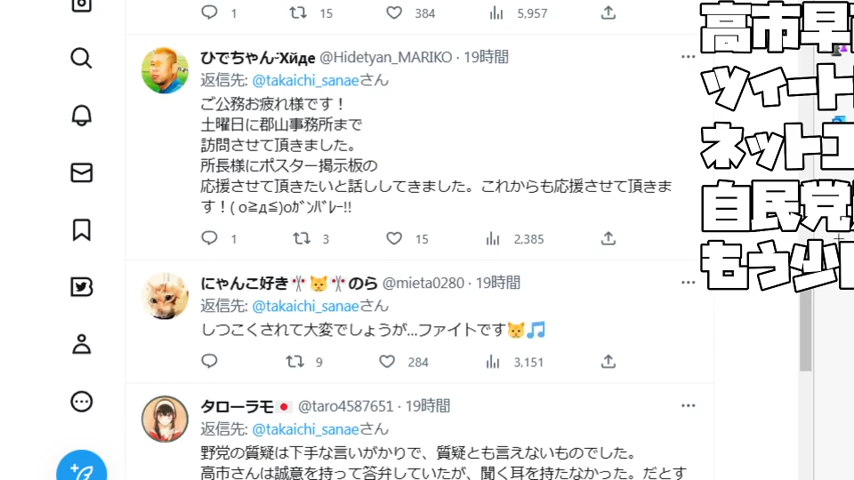 1 15 384 5,957
ひでちゃん-Хйде @Hidetyan_MARIKO · 19時間
返信先: @takaichi_sanaeさん
ご公務お疲れ様です！
土曜日に郡山事務所まで
訪問させて頂きました。
所長様にポスター掲示板の
応援させて頂きたいと話ししてきました。これからも応援させて頂きま
す！( o≧д≦)oｶﾞﾝﾊﾞﾚｰ!!
1 3 15 2,385
にゃんこ好き🎌🐱🎌のら @mieta0280 · 19時間
返信先: @takaichi_sanaeさん
しつこくされて大変でしょうが...ファイトです🐱🎵
9 284 3,151
タローラモ🇯🇵 @taro4587651 · 19時間
返信先: @takaichi_sanaeさん
野党の質疑は下手な言いがかりで、質疑とも言えないものでした。
高市さんは誠意を持って答弁していたが、聞く耳を持たなかった。だとす
高市早
ツィート
ネット
自民党
もう少